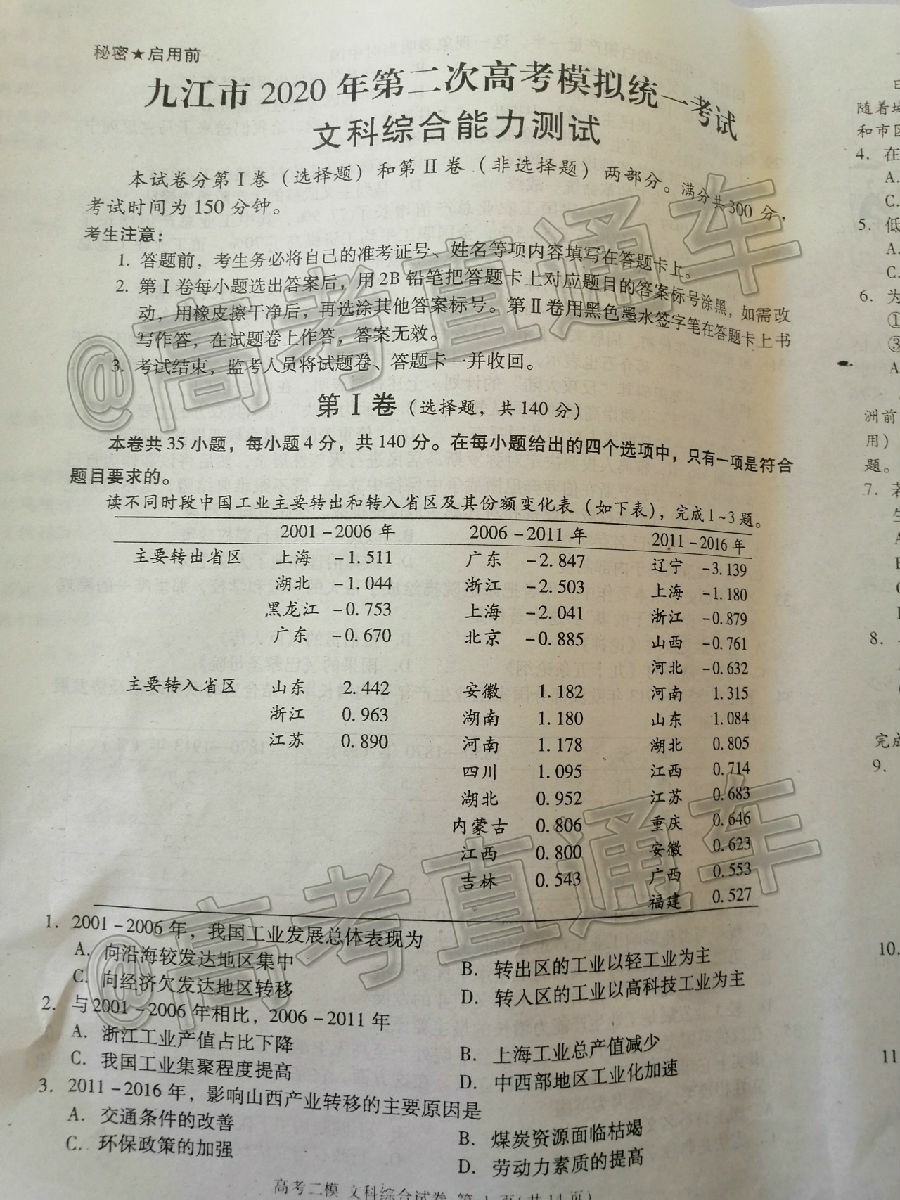 秘密★启用前
九江市 2020 年第二次高考模拟统一考试
文科综合能力测试
本试卷分第Ⅰ卷（选择题）和第Ⅱ卷（非选择题）两部分。满分共300分，
考试时间为150分钟。
考生注意：
1. 答题前，考生务必将自己的准考证号、姓名等项内容填写在答题卡上。
2. 第Ⅰ卷每小题选出答案后，用2B铅笔把答题卡上对应题目的答案标号涂黑，如需改
动，用橡皮擦干净后，再选涂其他答案标号。第Ⅱ卷用黑色墨水签字笔在答题卡上书
写作答，在试题卷上作答，答案无效。
3. 考试结束，监考人员将试题卷、答题卡一并收回。
第Ⅰ卷（选择题，共140分）
本卷共35小题，每小题4分，共140分。在每小题给出的四个选项中，只有一项是符合
题目要求的。
读不同时段中国工业主要转出和转入省区及其份额变化表（如下表），完成1~3题。
2001-2006年 2006-2011年 2011-2016年
主要转出省区 上海 -1.511 广东 -2.847 辽宁 -3.139
湖北 -1.044 浙江 -2.503 上海 -1.180
黑龙江 -0.753 上海 -2.041 浙江 -0.879
广东 -0.670 北京 -0.885 山西 -0.761
河北 -0.632
主要转入省区 山东 2.442 安徽 1.182 河南 1.315
浙江 0.963 湖南 1.180 山东 1.084
江苏 0.890 河南 1.178 湖北 0.805
四川 1.095 江西 0.714
湖北 0.952 江苏 0.683
内蒙古 0.806 重庆 0.646
江西 0.800 安徽 0.623
吉林 0.543 广西 0.553
福建 0.527
1. 2001-2006年，我国工业发展总体表现为
A. 向沿海较发达地区集中
B. 转出区的工业以轻工业为主
C. 向经济欠发达地区转移
D. 转入区的工业以高科技工业为主
2. 与2001-2006年相比，2006-2011年
A. 浙江工业产值占比下降
B. 上海工业总产值减少
C. 我国工业集聚程度提高
D. 中西部地区工业化加速
3. 2011-2016年，影响山西产业转移的主要原因是
A. 交通条件的改善
B. 煤炭资源面临枯竭
C. 环保政策的加强
D. 劳动力素质的提高
高考二模 文科综合试卷 第1页（共14页）
@高考直通车
@高考直通车
随着
和市区
4. 在
A.
C.
5. 低
A.
C.
6. 为
①
③
A
洲前
用）
题。
7.
8.
完成
9.
10.
11